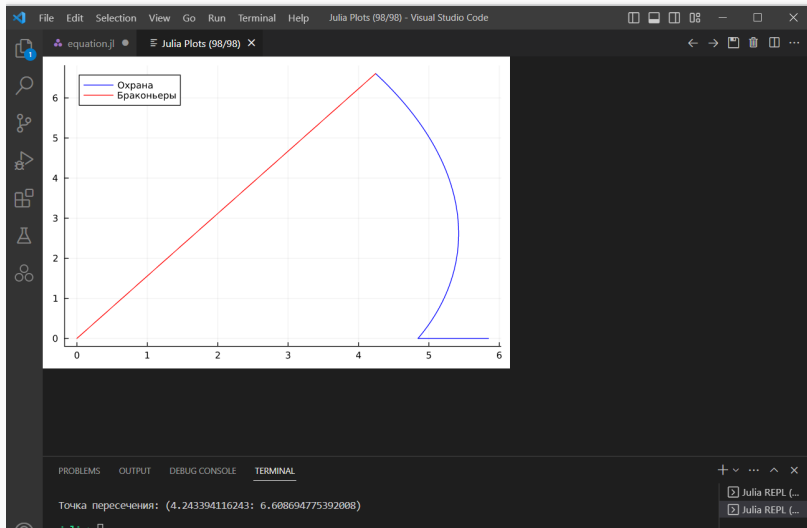 File Edit Selection View Go Run Terminal Help Julia Plots (98/98) - Visual Studio Code
equation.jl Julia Plots (98/98)
1
Охрана
Браконьеры
6
5
4
3
2
1
0
0 1 2 3 4 5 6
PROBLEMS OUTPUT DEBUG CONSOLE TERMINAL
Julia REPL (...
Точка пересечения: (4.243394116243: 6.608694775392008)
Julia REPL (...